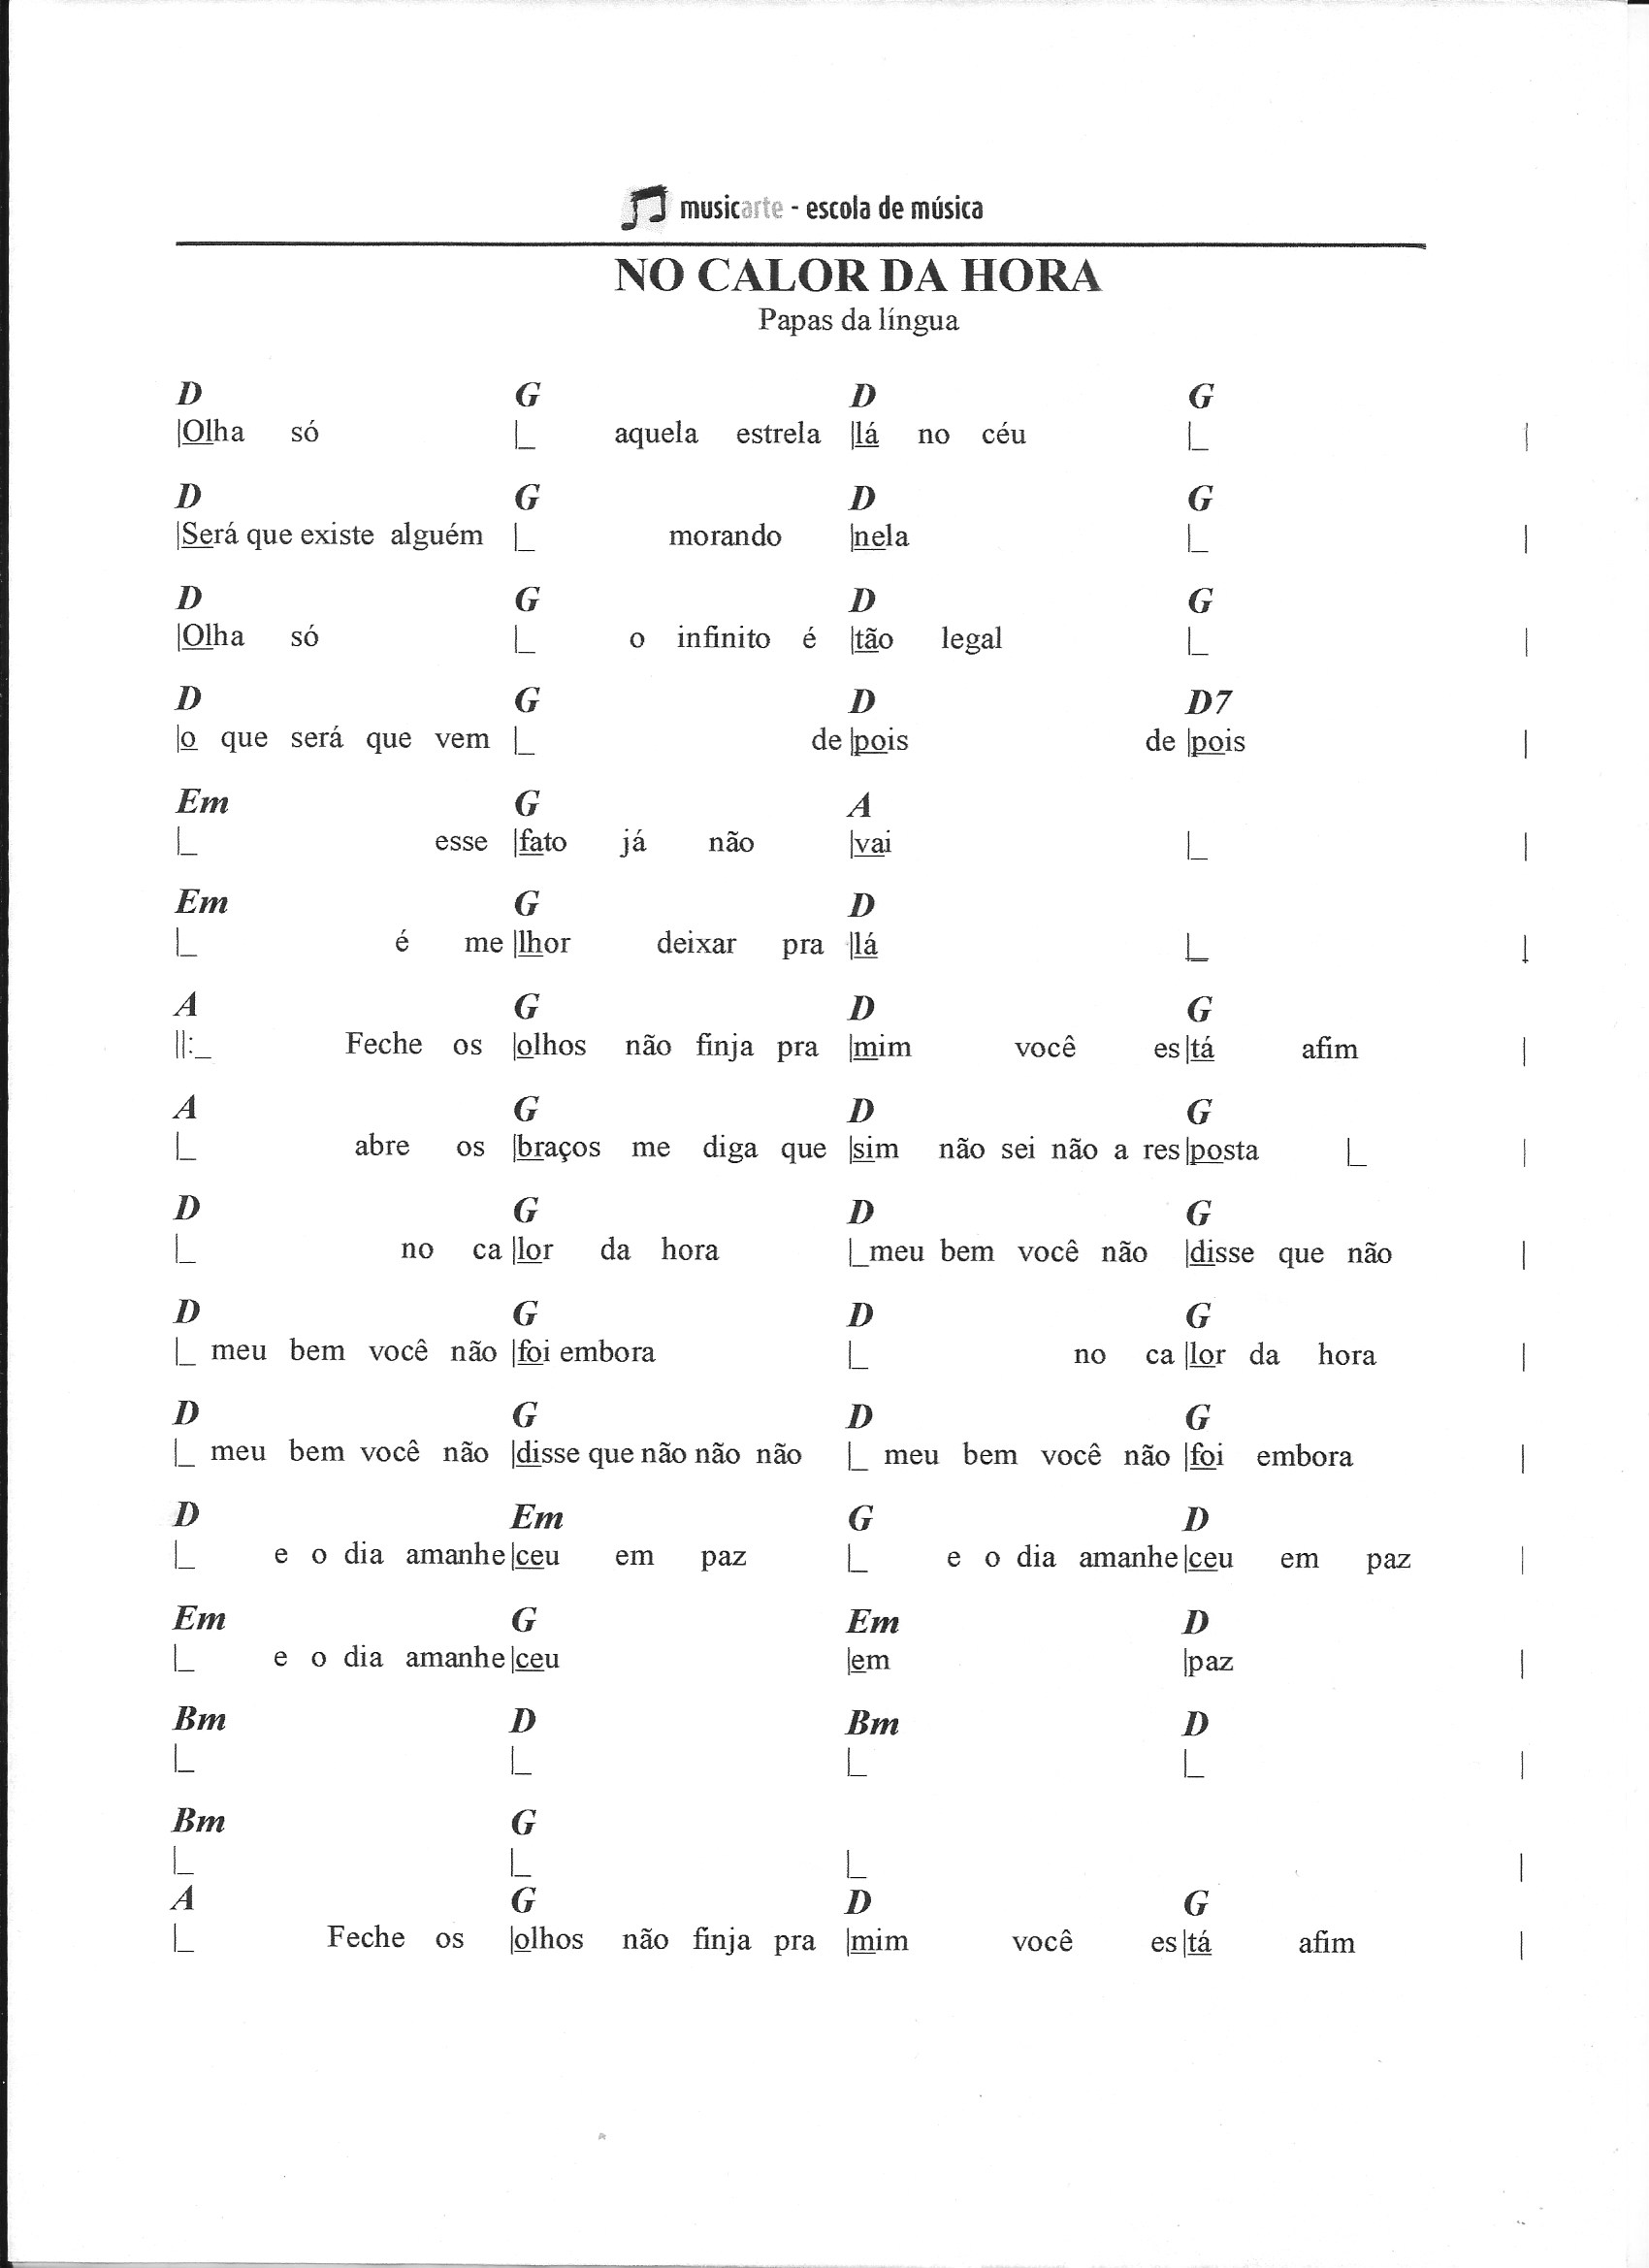 musicarte - escola de música
NO CALOR DA HORA
Papas da língua
D G D G
|Olha só |_ aquela estrela |lá no céu |_ |
D G D G
|Será que existe alguém |_ morando |nela |_ |
D G D G
|Olha só |_ o infinito é |tão legal |_ |
D G D D7
|o que será que vem |_ de |pois de |pois |
Em G A
|_ esse |fato já não |vai |_ |
Em G D
|_ é me |lhor deixar pra |lá |_ |
A G D G
||:_ Feche os |olhos não finja pra |mim você es|tá afim |
A G D G
|_ abre os |braços me diga que |sim não sei não a res|posta |_ |
D G D G
|_ no ca |lor da hora |_meu bem você não |disse que não |
D G D G
|_ meu bem você não |foi embora |_ no ca |lor da hora |
D G D G
|_ meu bem você não |disse que não não não |_ meu bem você não |foi embora |
D Em G D
|_ e o dia amanhe|ceu em paz |_ e o dia amanhe|ceu em paz |
Em G Em D
|_ e o dia amanhe|ceu |em |paz |
Bm D Bm D
|_ |_ |_ |_ |
Bm G
|_ |_ |_ |
A G D G
|_ Feche os |olhos não finja pra |mim você es|tá afim |